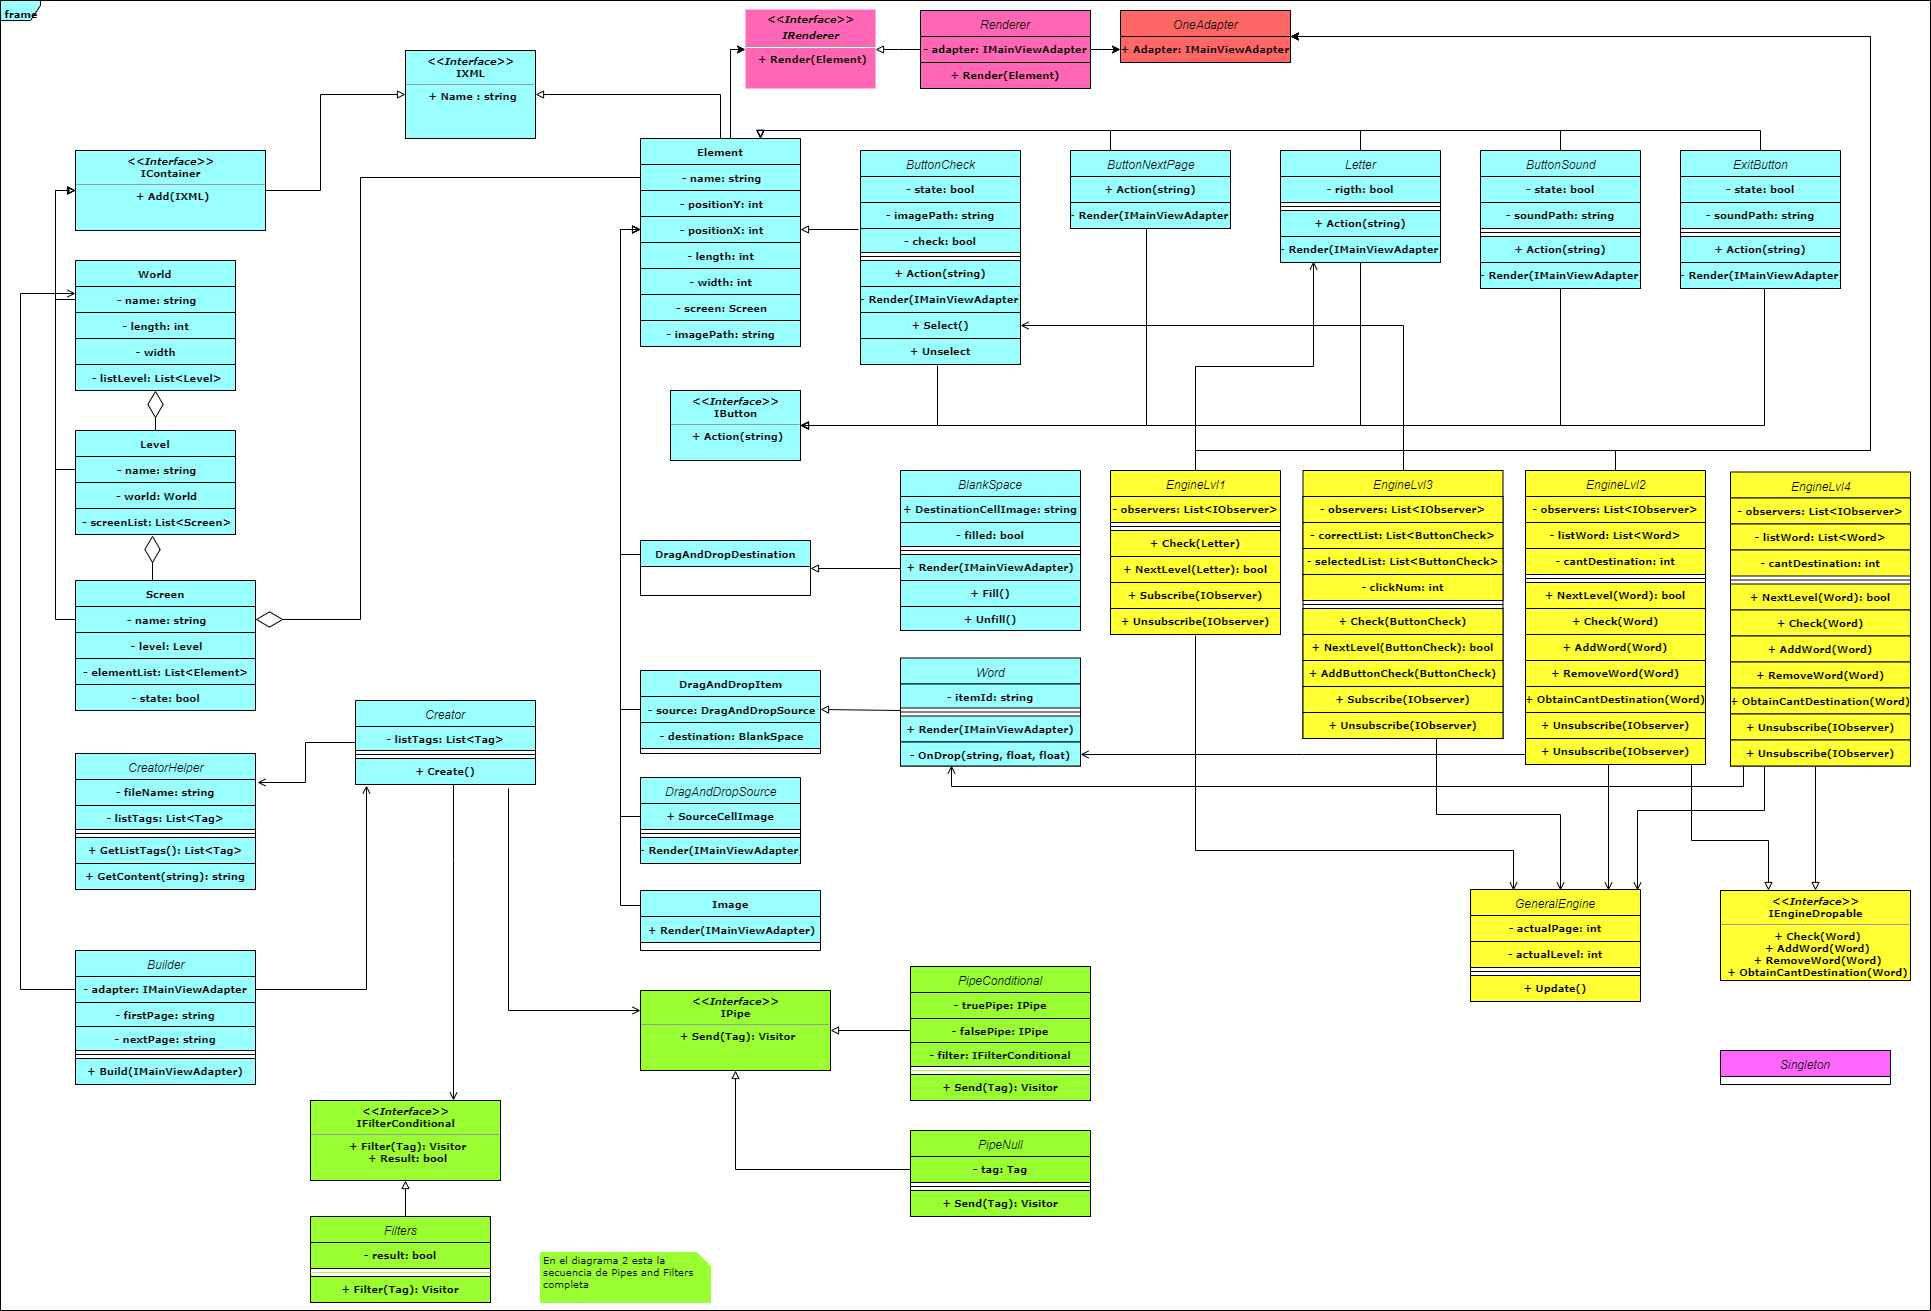 frame
<<Interface>>
IRenderer
+ Render(Element)
Renderer
- adapter: IMainViewAdapter
+ Render(Element)
OneAdapter
+ Adapter: IMainViewAdapter
<<Interface>>
IXML
+ Name : string
<<Interface>>
IContainer
+ Add(IXML)
Element
- name: string
- positionY: int
- positionX: int
- length: int
- width: int
- screen: Screen
- imagePath: string
ButtonCheck
- state: bool
- imagePath: string
- check: bool
+ Action(string)
- Render(IMainViewAdapter
+ Select()
+ Unselect
ButtonNextPage
+ Action(string)
- Render(IMainViewAdapter
Letter
- rigth: bool
+ Action(string)
- Render(IMainViewAdapter
ButtonSound
- state: bool
- soundPath: string
+ Action(string)
- Render(IMainViewAdapter
ExitButton
- state: bool
- soundPath: string
+ Action(string)
- Render(IMainViewAdapter
World
- name: string
- length: int
- width
- listLevel: List<Level>
Level
- name: string
- world: World
- screenList: List<Screen>
Screen
- name: string
- level: Level
- elementList: List<Element>
- state: bool
<<Interface>>
IButton
+ Action(string)
BlankSpace
+ DestinationCellImage: string
- filled: bool
+ Render(IMainViewAdapter)
+ Fill()
+ Unfill()
EngineLvl1
- observers: List<IObserver>
+ Check(Letter)
+ NextLevel(Letter): bool
+ Subscribe(IObserver)
+ Unsubscribe(IObserver)
EngineLvl3
- observers: List<IObserver>
- correctList: List<ButtonCheck>
- selectedList: List<ButtonCheck>
- clickNum: int
+ Check(ButtonCheck)
+ NextLevel(ButtonCheck): bool
+ AddButtonCheck(ButtonCheck)
+ Subscribe(IObserver)
+ Unsubscribe(IObserver)
EngineLvl2
- observers: List<IObserver>
- listWord: List<Word>
- cantDestination: int
+ NextLevel(Word): bool
+ Check(Word)
+ AddWord(Word)
+ RemoveWord(Word)
+ ObtainCantDestination(Word)
+ Unsubscribe(IObserver)
+ Unsubscribe(IObserver)
EngineLvl4
- observers: List<IObserver>
- listWord: List<Word>
- cantDestination: int
+ NextLevel(Word): bool
+ Check(Word)
+ AddWord(Word)
+ RemoveWord(Word)
+ ObtainCantDestination(Word)
+ Unsubscribe(IObserver)
+ Unsubscribe(IObserver)
DragAndDropDestination
DragAndDropItem
- source: DragAndDropSource
- destination: BlankSpace
Word
- itemId: string
+ Render(IMainViewAdapter)
- OnDrop(string, float, float)
DragAndDropSource
+ SourceCellImage
- Render(IMainViewAdapter
Image
+ Render(IMainViewAdapter)
Creator
- listTags: List<Tag>
+ Create()
CreatorHelper
- fileName: string
- listTags: List<Tag>
+ GetListTags(): List<Tag>
+ GetContent(string): string
Builder
- adapter: IMainViewAdapter
- firstPage: string
- nextPage: string
+ Build(IMainViewAdapter)
GeneralEngine
- actualPage: int
- actualLevel: int
+ Update()
<<Interface>>
IEngineDropable
+ Check(Word)
+ AddWord(Word)
+ RemoveWord(Word)
+ ObtainCantDestination(Word)
<<Interface>>
IPipe
+ Send(Tag): Visitor
PipeConditional
- truePipe: IPipe
- falsePipe: IPipe
- filter: IFilterConditional
+ Send(Tag): Visitor
PipeNull
- tag: Tag
+ Send(Tag): Visitor
Singleton
<<Interface>>
IFilterConditional
+ Filter(Tag): Visitor
+ Result: bool
Filters
- result: bool
+ Filter(Tag): Visitor
En el diagrama 2 esta la
secuencia de Pipes and Filters
completa